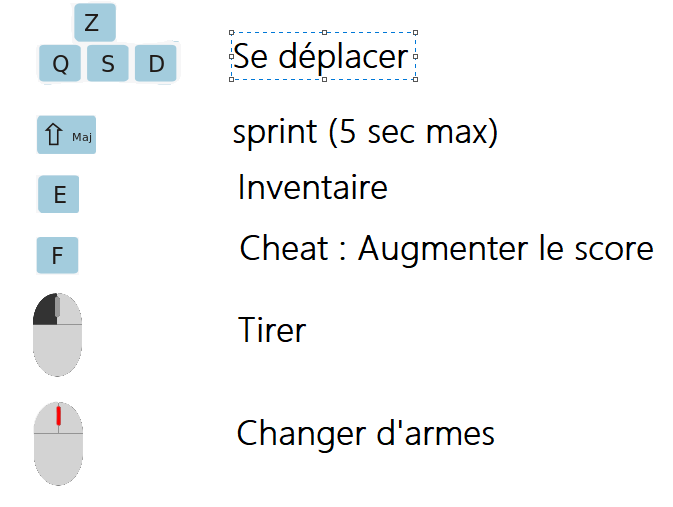 Z
Q S D Se déplacer
Maj sprint (5 sec max)
E Inventaire
F Cheat : Augmenter le score
Tirer
Changer d'armes